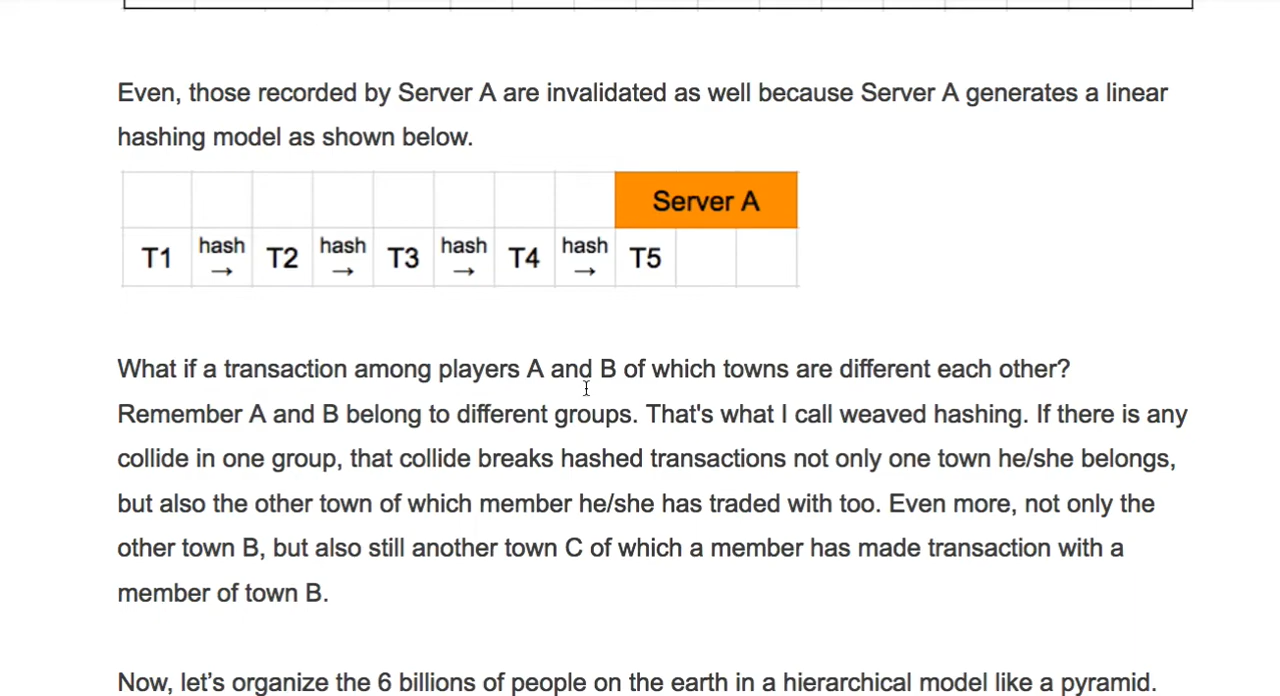 Even, those recorded by Server A are invalidated as well because Server A generates a linear
hashing model as shown below.
Server A
T1 hash → T2 hash → T3 hash → T4 hash → T5
What if a transaction among players A and B of which towns are different each other?
Remember A and B belong to different groups. That's what I call weaved hashing. If there is any
collide in one group, that collide breaks hashed transactions not only one town he/she belongs,
but also the other town of which member he/she has traded with too. Even more, not only the
other town B, but also still another town C of which a member has made transaction with a
member of town B.
Now, let’s organize the 6 billions of people on the earth in a hierarchical model like a pyramid.